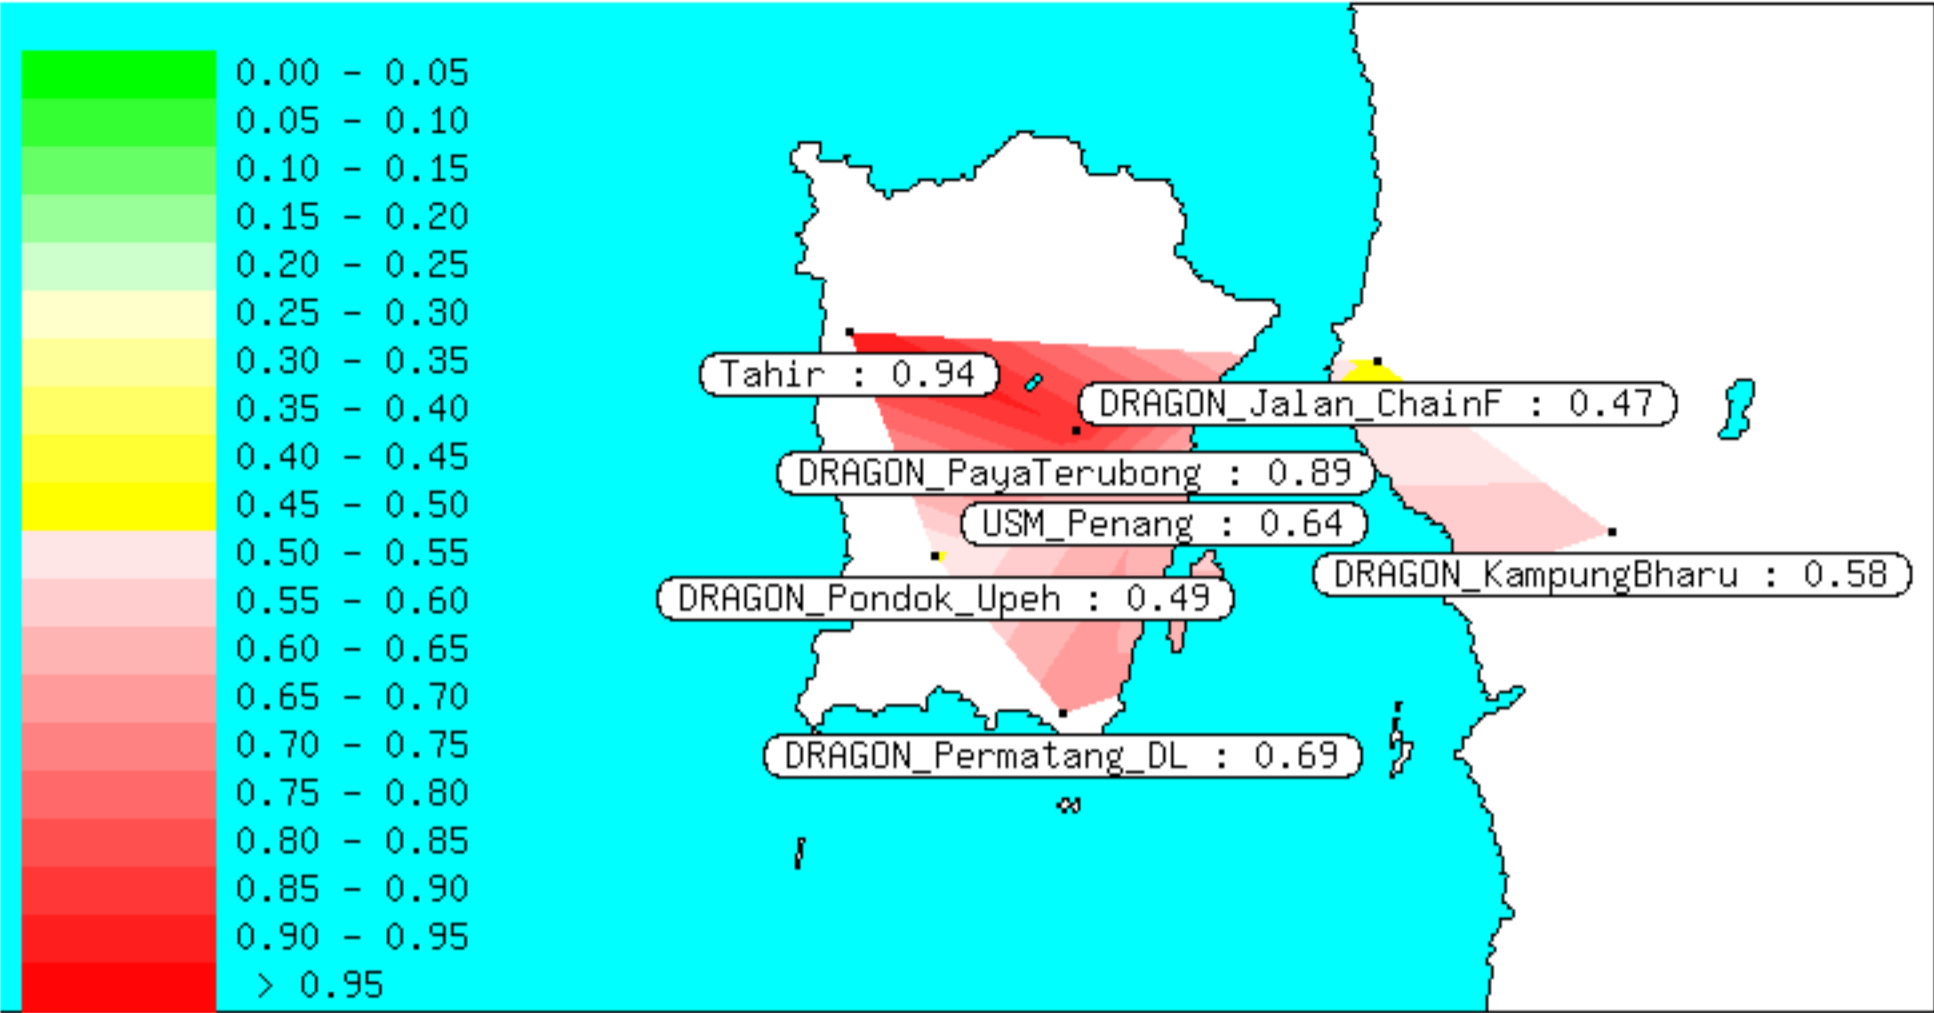 0.00 - 0.05
0.05 - 0.10
0.10 - 0.15
0.15 - 0.20
0.20 - 0.25
0.25 - 0.30
0.30 - 0.35
0.35 - 0.40
0.40 - 0.45
0.45 - 0.50
0.50 - 0.55
0.55 - 0.60
0.60 - 0.65
0.65 - 0.70
0.70 - 0.75
0.75 - 0.80
0.80 - 0.85
0.85 - 0.90
0.90 - 0.95
> 0.95
Tahir : 0.94
DRAGON_Jalan_ChainF : 0.47
DRAGON_PayaTerubong : 0.89
USM_Penang : 0.64
DRAGON_KampungBharu : 0.58
DRAGON_Pondok_Upeh : 0.49
DRAGON_Permatang_DL : 0.69